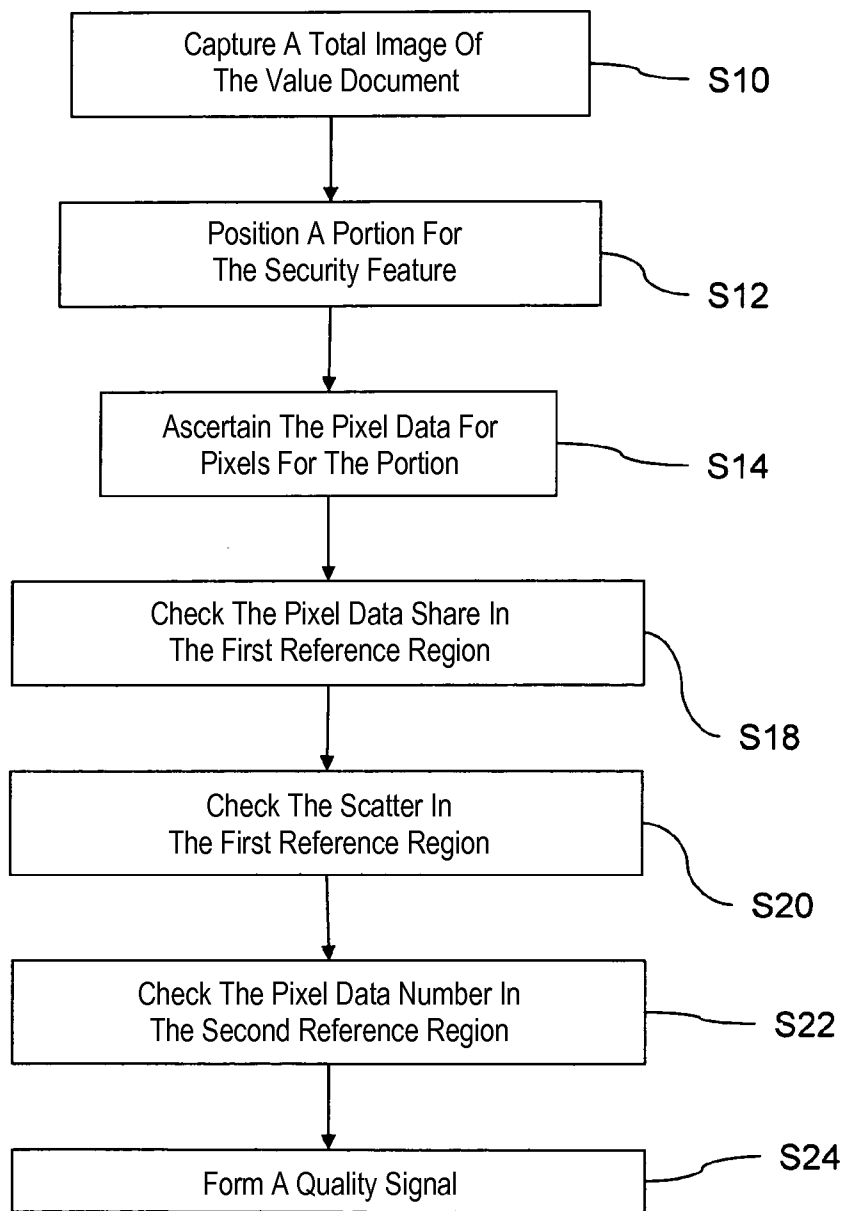 Capture A Total Image Of
The Value Document
S10
Position A Portion For
The Security Feature
S12
Ascertain The Pixel Data For
Pixels For The Portion
S14
Check The Pixel Data Share In
The First Reference Region
S18
Check The Scatter In
The First Reference Region
S20
Check The Pixel Data Number In
The Second Reference Region
S22
Form A Quality Signal
S24